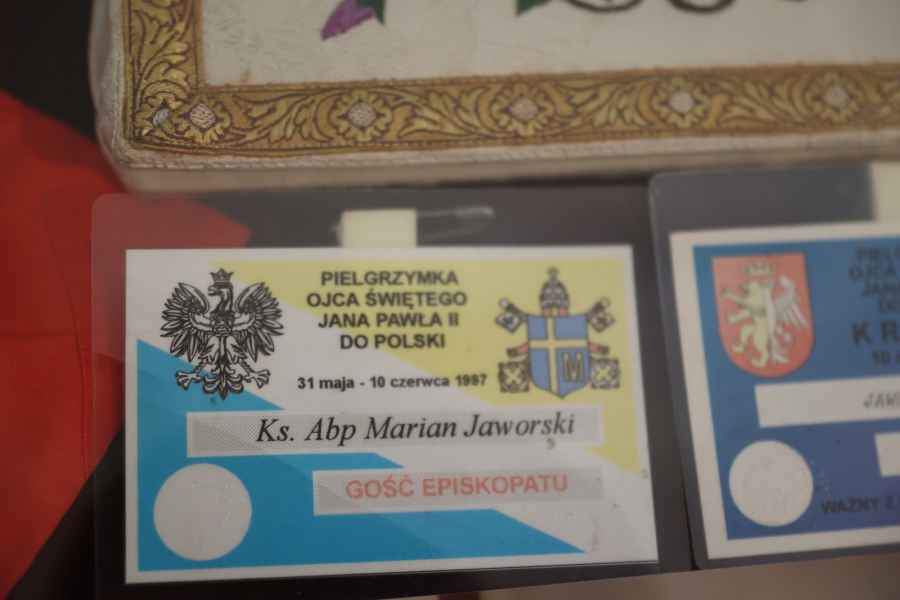 PIELGRZYMKA
OJCA ŚWIĘTEGO
JANA PAWŁA II
DO POLSKI
31 maja - 10 czerwca 1997
Ks. Abp Marian Jaworski
GOŚĆ EPISKOPATU
M
WAŻNY